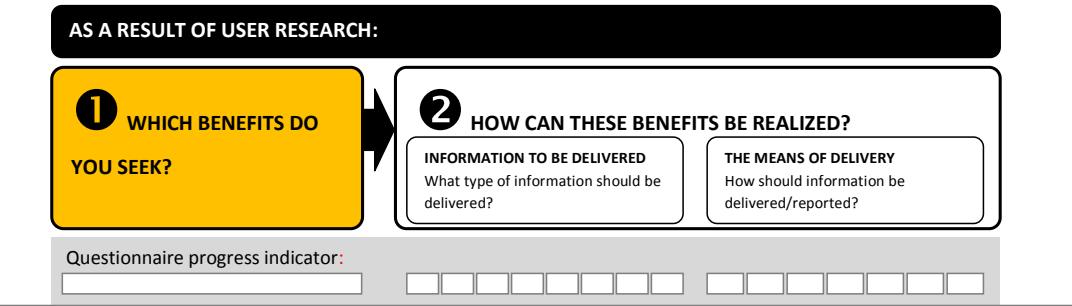 AS A RESULT OF USER RESEARCH:
❶ WHICH BENEFITS DO
YOU SEEK?
❷ HOW CAN THESE BENEFITS BE REALIZED?
INFORMATION TO BE DELIVERED
What type of information should be
delivered?
THE MEANS OF DELIVERY
How should information be
delivered/reported?
Questionnaire progress indicator: